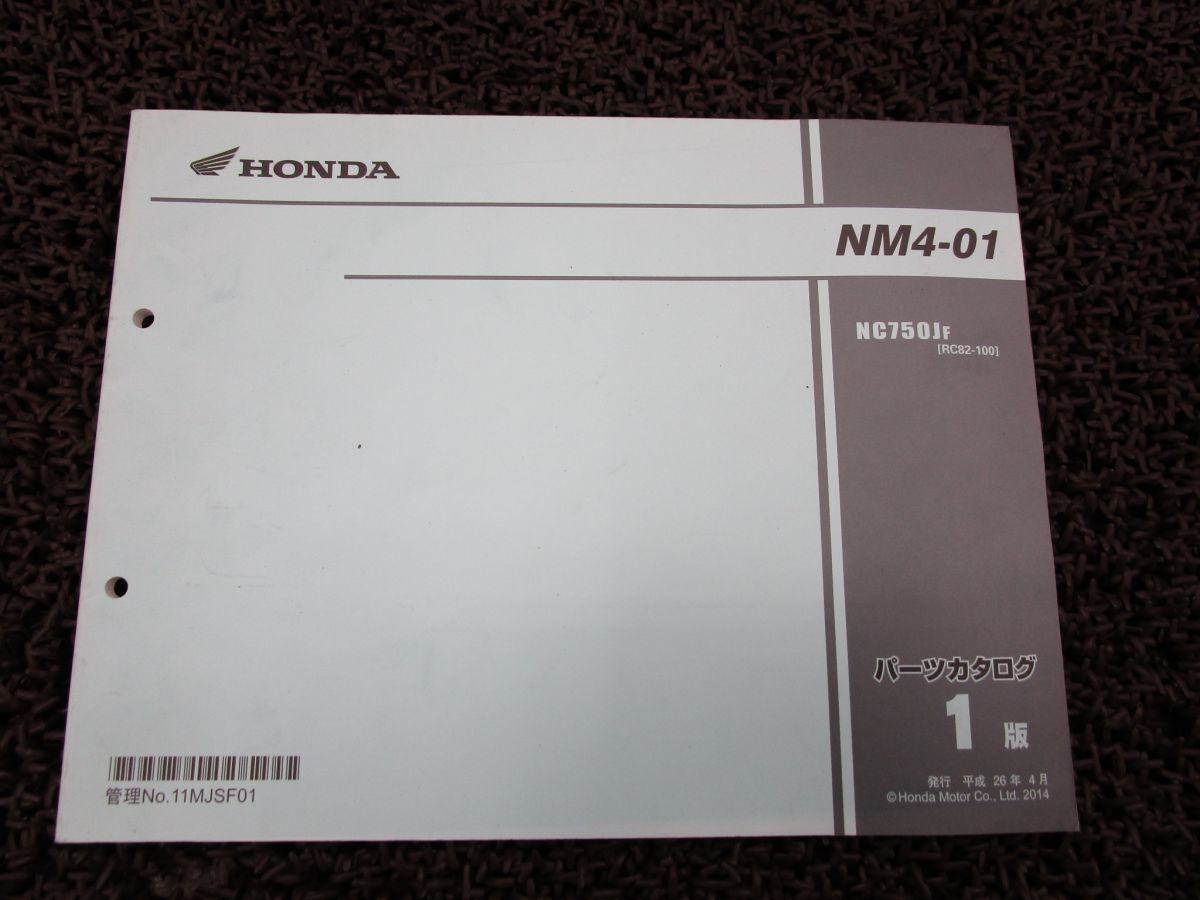 HONDA
NM4-01
NC750JF
[RC82-100]
パーツカタログ
1 版
発行 平成 26 年 4 月
©Honda Motor Co., Ltd. 2014
管理No.11MJSF01